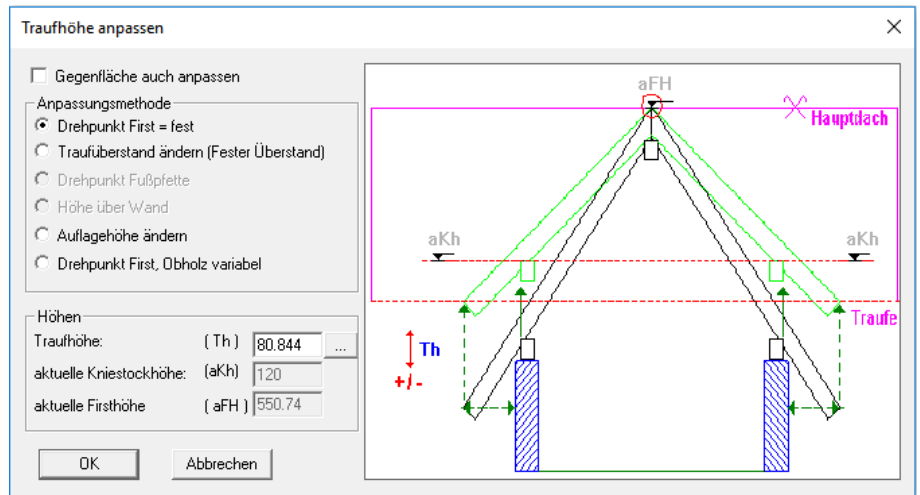 Traufhöhe anpassen
Gegenfläche auch anpassen
Anpassungsmethode
Drehpunkt First = fest
Traufüberstand ändern (Fester Überstand)
Drehpunkt Fußpfette
Höhe über Wand
Auflagehöhe ändern
Drehpunkt First, Obholz variabel
Höhen
Traufhöhe: ( Th ) 80.844 ...
aktuelle Kniestockhöhe: (aKh) 120
aktuelle Firsthöhe ( aFH ) 550.74
OK Abbrechen
aFH
Hauptdach
aKh aKh
Traufe
Th
+/-